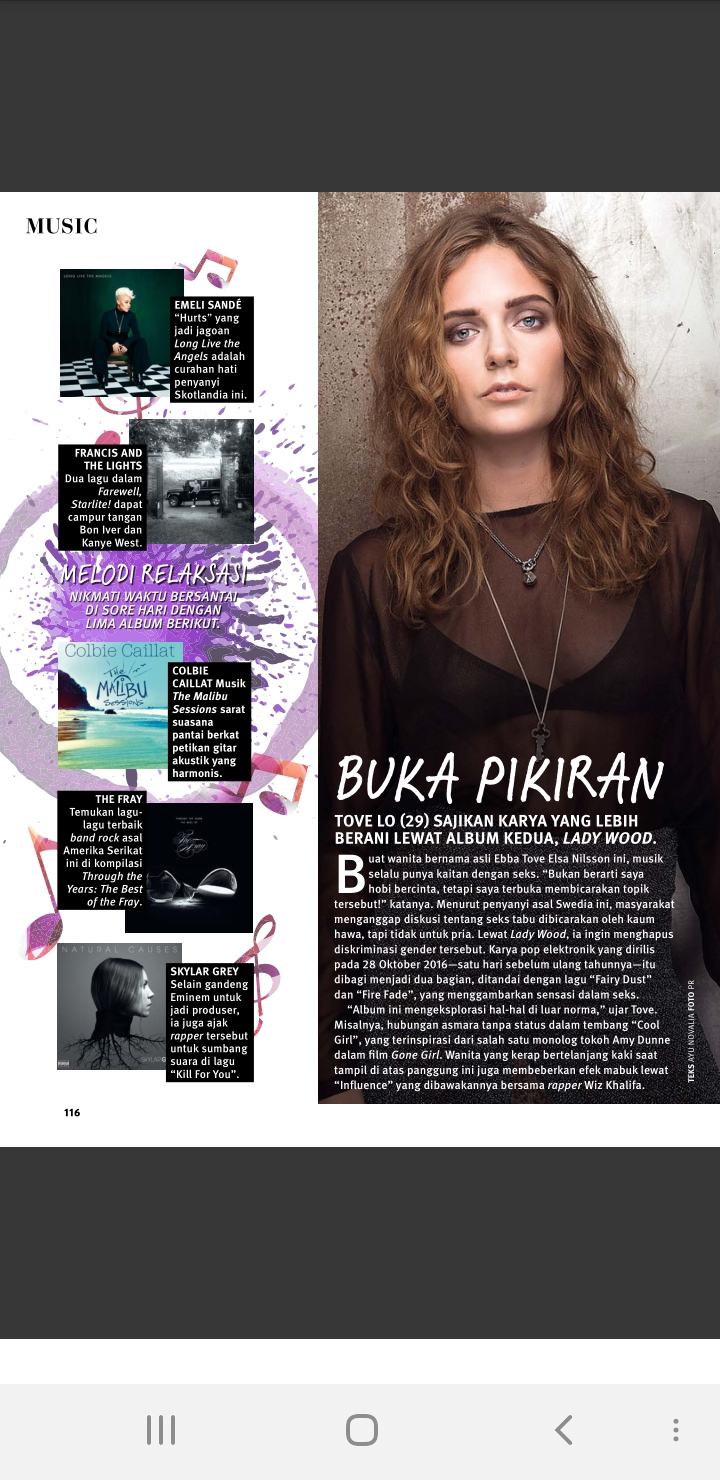 MUSIC
LONG LIVE THE ANGELS
EMELI SANDÉ
“Hurts” yang
jadi jagoan
Long Live the
Angels adalah
curahan hati
penyanyi
Skotlandia ini.
FRANCIS AND
THE LIGHTS
Dua lagu dalam
Farewell,
Starlite! dapat
campur tangan
Bon Iver dan
Kanye West.
MELODI RELAKSASI
NIKMATI WAKTU BERSANTAI
DI SORE HARI DENGAN
LIMA ALBUM BERIKUT.
Colbie Caillat
THE
MALIBU
SESSIONS
COLBIE
CAILLAT Musik
The Malibu
Sessions sarat
suasana
pantai berkat
petikan gitar
akustik yang
harmonis.
THE FRAY
Temukan lagu-
lagu terbaik
band rock asal
Amerika Serikat
ini di kompilasi
Through the
Years: The Best
of the Fray.
NATURAL CAUSES
SKYLAR GREY
Selain gandeng
Eminem untuk
jadi produser,
ia juga ajak
rapper tersebut
untuk sumbang
suara di lagu
“Kill For You”.
116
BUKA PIKIRAN
TOVE LO (29) SAJIKAN KARYA YANG LEBIH
BERANI LEWAT ALBUM KEDUA, LADY WOOD.
Buat wanita bernama asli Ebba Tove Elsa Nilsson ini, musik
selalu punya kaitan dengan seks. “Bukan berarti saya
hobi bercinta, tetapi saya terbuka membicarakan topik
tersebut!” katanya. Menurut penyanyi asal Swedia ini, masyarakat
menganggap diskusi tentang seks tabu dibicarakan oleh kaum
hawa, tapi tidak untuk pria. Lewat Lady Wood, ia ingin menghapus
diskriminasi gender tersebut. Karya pop elektronik yang dirilis
pada 28 Oktober 2016—satu hari sebelum ulang tahunnya—itu
dibagi menjadi dua bagian, ditandai dengan lagu “Fairy Dust”
dan “Fire Fade”, yang menggambarkan sensasi dalam seks.
“Album ini mengeksplorasi hal-hal di luar norma,” ujar Tove.
Misalnya, hubungan asmara tanpa status dalam tembang “Cool
Girl”, yang terinspirasi dari salah satu monolog tokoh Amy Dunne
dalam film Gone Girl. Wanita yang kerap bertelanjang kaki saat
tampil di atas panggung ini juga membeberkan efek mabuk lewat
“Influence” yang dibawakannya bersama rapper Wiz Khalifa.
TEKS AYU NOVALIA FOTO PR